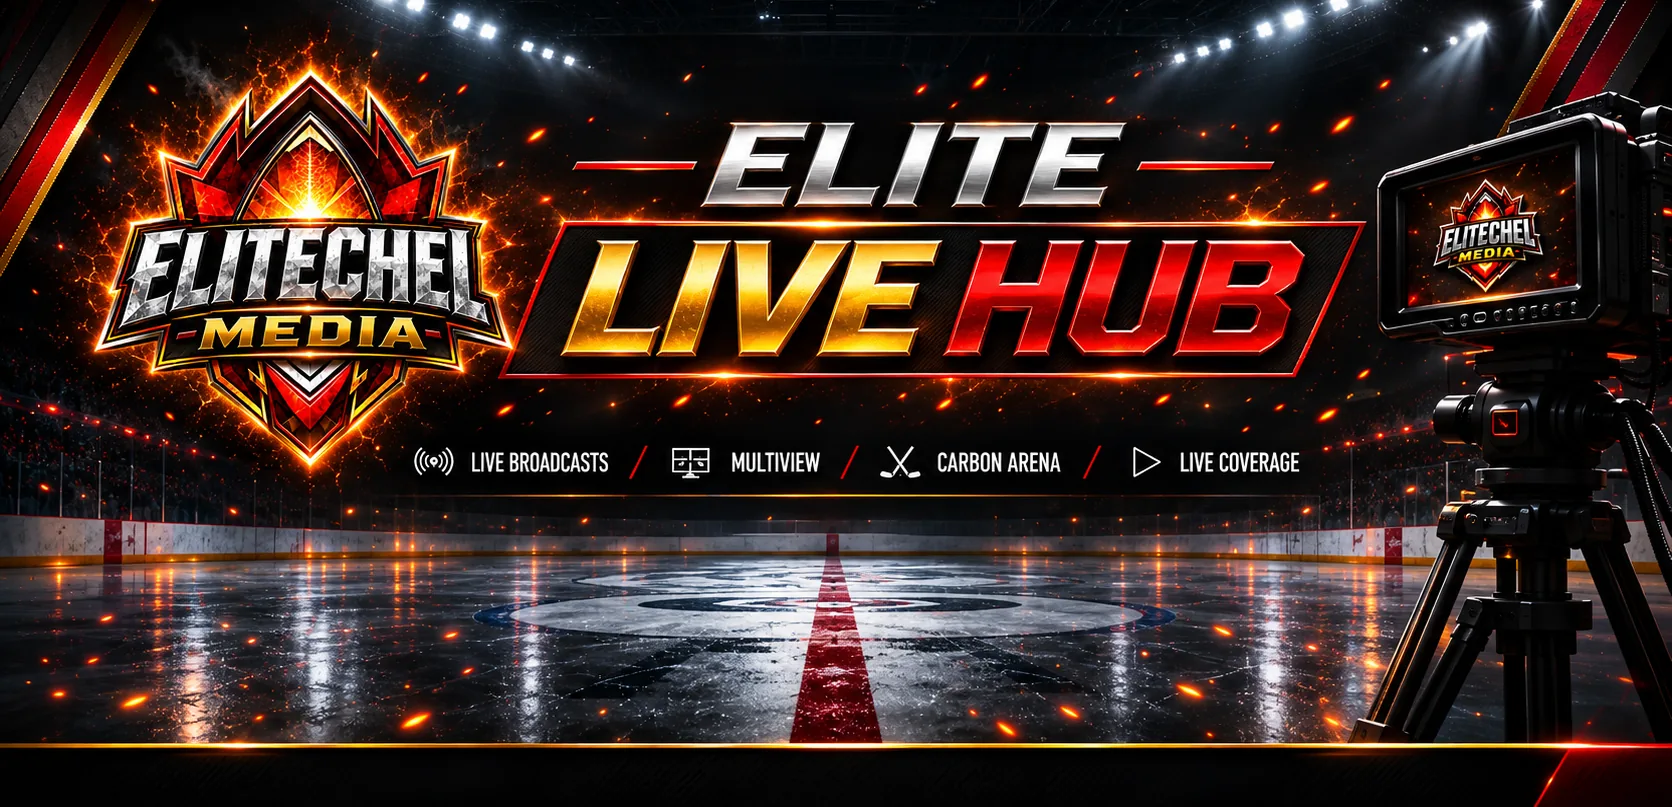 ELITECHEL
MEDIA
ELITE
LIVE HUB
LIVE BROADCASTS / MULTIVIEW / CARBON ARENA / LIVE COVERAGE
ELITECHEL
MEDIA